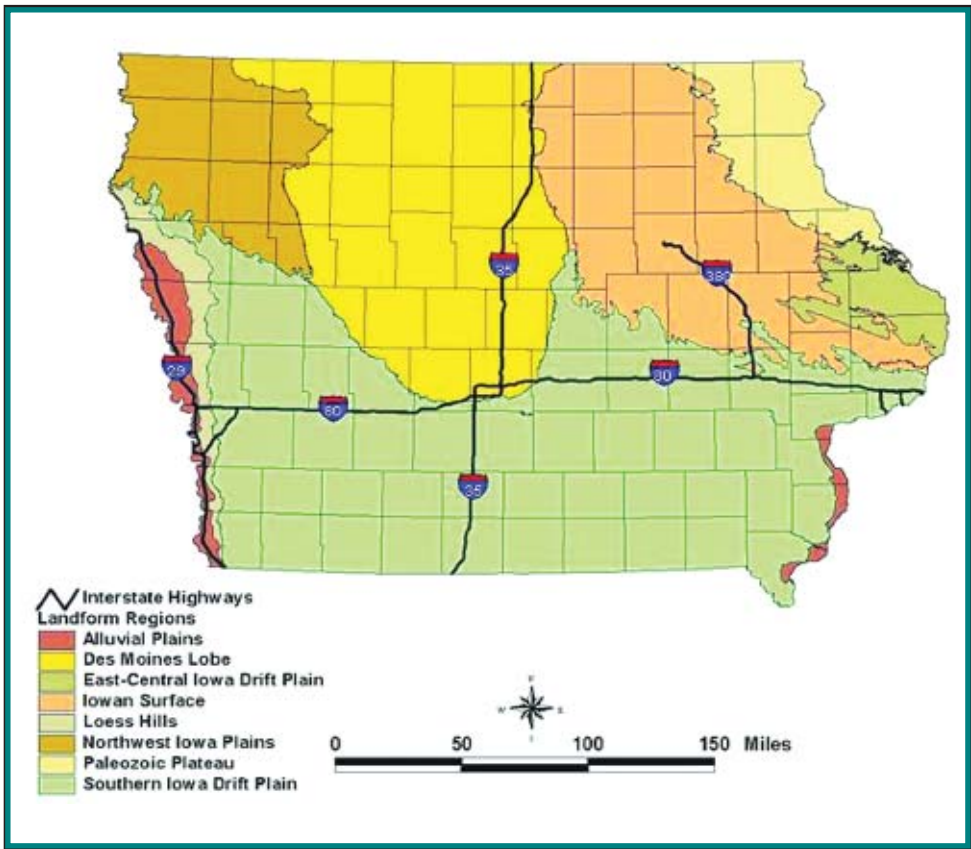 35
380
29
80
80
35
Interstate Highways
Landform Regions
Alluvial Plains
Des Moines Lobe
East-Central Iowa Drift Plain
Iowan Surface
Loess Hills
Northwest Iowa Plains
Paleozoic Plateau
Southern Iowa Drift Plain
W
0 50 100 150 Miles